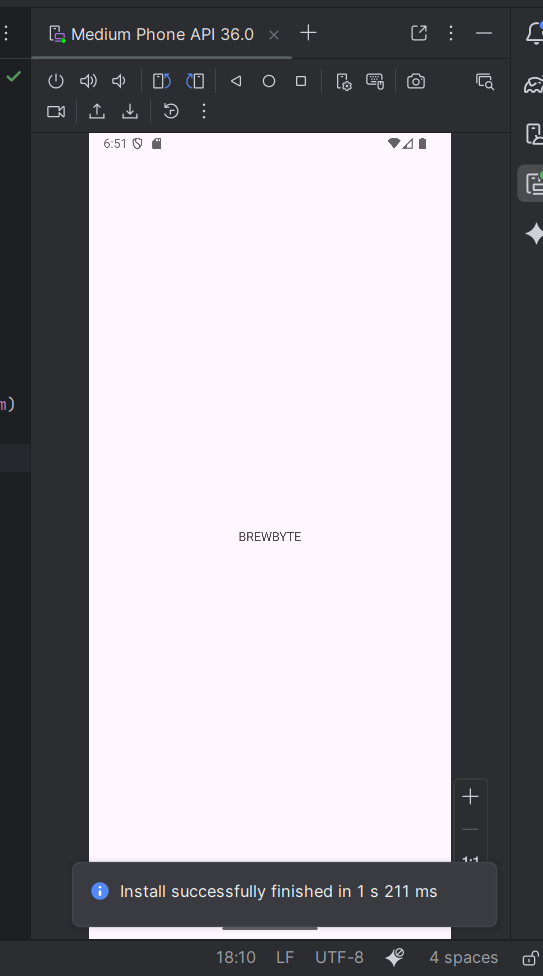 Medium Phone API 36.0
6:51
m)
BREWBYTE
1:1
Install successfully finished in 1 s 211 ms
18:10 LF UTF-8 4 spaces